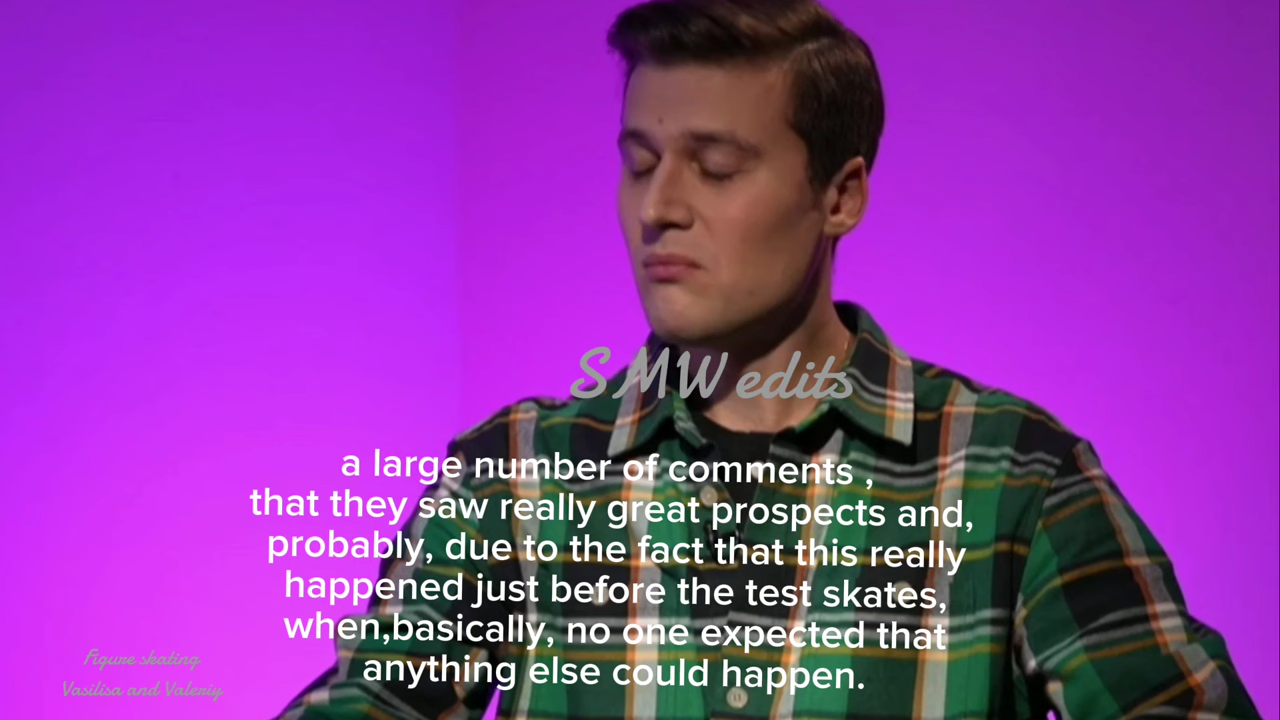 SMW edits
a large number of comments ,
that they saw really great prospects and,
probably, due to the fact that this really
happened just before the test skates,
when,basically, no one expected that
anything else could happen.
Figure skating
Vasilisa and Valeriy